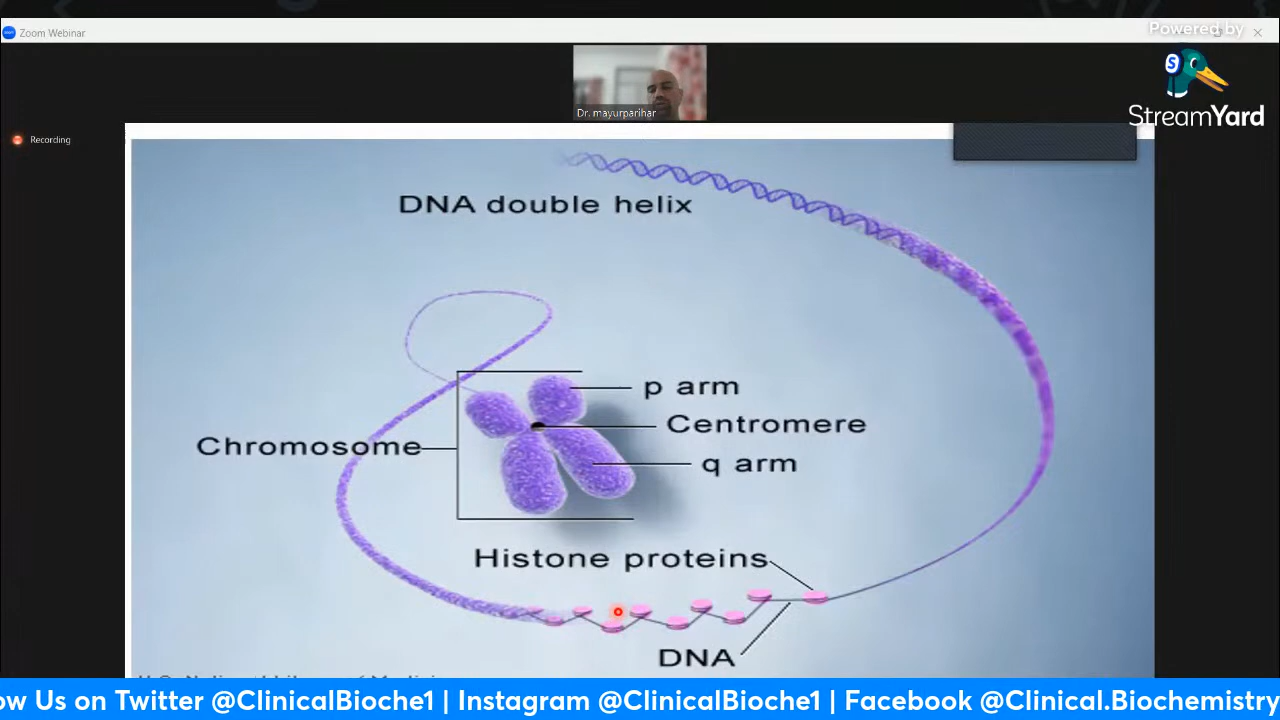 Zoom Webinar
Powered by
StreamYard
Dr. mayurparihar
Recording
DNA double helix
p arm
Centromere
Chromosome
q arm
Histone proteins
DNA
ow Us on Twitter @ClinicalBioche1 | Instagram @ClinicalBioche1 | Facebook @Clinical.Biochemistry